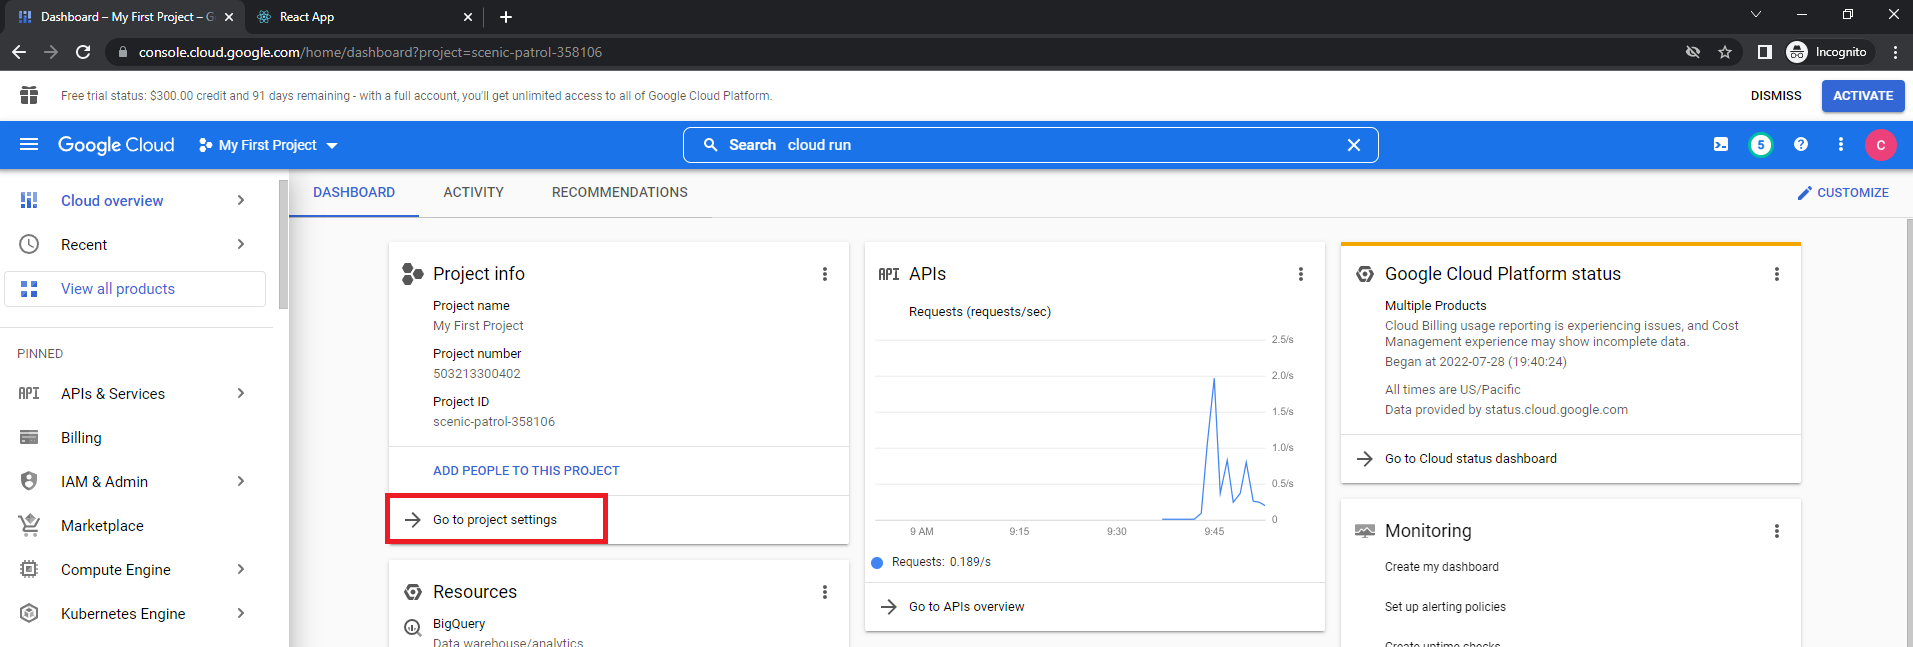 Dashboard – My First Project – G
React App
console.cloud.google.com/home/dashboard?project=scenic-patrol-358106
Incognito
Free trial status: $300.00 credit and 91 days remaining - with a full account, you'll get unlimited access to all of Google Cloud Platform.
DISMISS
ACTIVATE
Google Cloud
My First Project
Search cloud run
5
C
Cloud overview
Recent
View all products
PINNED
API APIs & Services
Billing
IAM & Admin
Marketplace
Compute Engine
Kubernetes Engine
DASHBOARD
ACTIVITY
RECOMMENDATIONS
CUSTOMIZE
Project info
Project name
My First Project
Project number
503213300402
Project ID
scenic-patrol-358106
ADD PEOPLE TO THIS PROJECT
Go to project settings
Resources
BigQuery
Data warehouse/analytics
API APIs
Requests (requests/sec)
2.5/s
2.0/s
1.5/s
1.0/s
0.5/s
0
9 AM
9:15
9:30
9:45
Requests: 0.189/s
Go to APIs overview
Google Cloud Platform status
Multiple Products
Cloud Billing usage reporting is experiencing issues, and Cost
Management experience may show incomplete data.
Began at 2022-07-28 (19:40:24)
All times are US/Pacific
Data provided by status.cloud.google.com
Go to Cloud status dashboard
Monitoring
Create my dashboard
Set up alerting policies
Create uptime checks